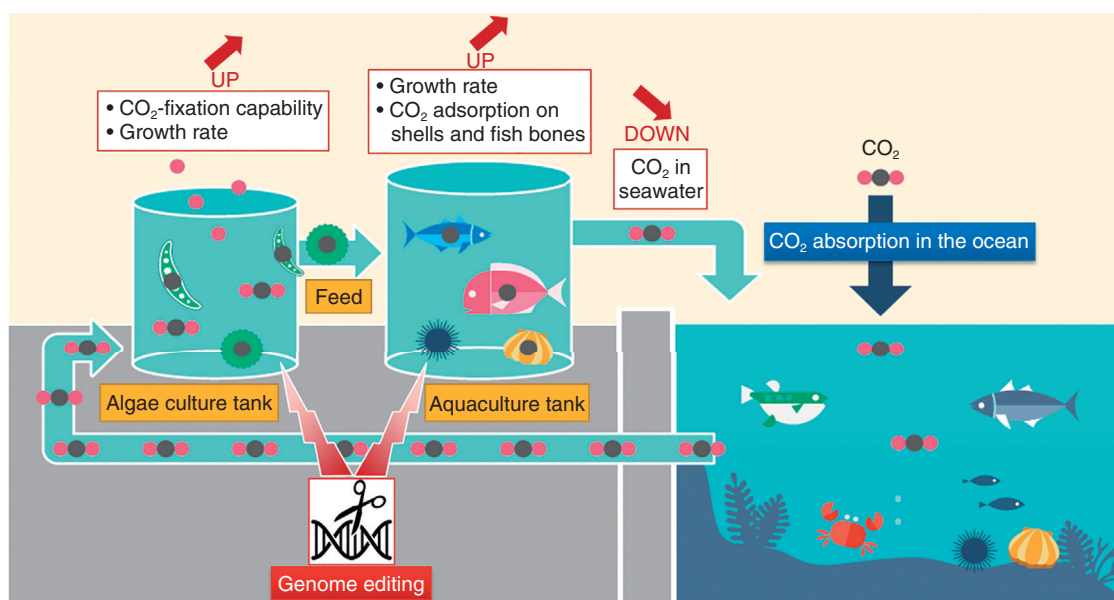 UP
• CO₂-fixation capability
• Growth rate
UP
• Growth rate
• CO₂ adsorption on
shells and fish bones
DOWN
CO₂ in
seawater
CO₂
CO₂ absorption in the ocean
Feed
Algae culture tank
Aquaculture tank
Genome editing